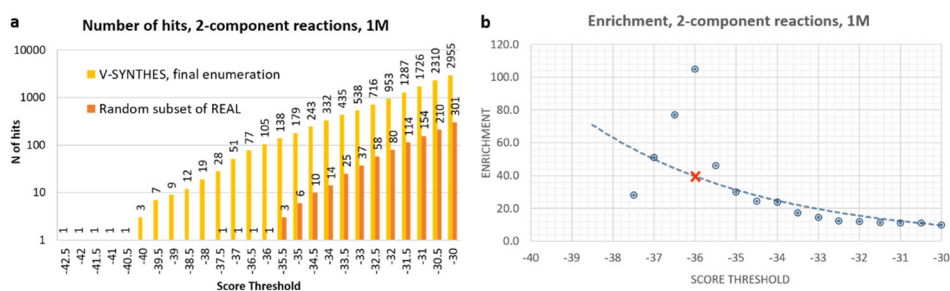 a
Number of hits, 2-component reactions, 1M
N of hits
10000
1000
100
10
1
V-SYNTHES, final enumeration
Random subset of REAL
1 1 1 1 1 3 7 9 12 19 28 51 77 105 138 179 243 332 435 538 716 953 1287 1726 2310 2955
1 1 1 1 3 6 10 14 25 37 58 80 114 154 210 301
-42.5 -42 -41.5 -41 -40.5 -40 -39.5 -39 -38.5 -38 -37.5 -37 -36.5 -36 -35.5 -35 -34.5 -34 -33.5 -33 -32.5 -32 -31.5 -31 -30.5 -30
Score Threshold
b
Enrichment, 2-component reactions, 1M
ENRICHMENT
120.0
100.0
80.0
60.0
40.0
20.0
0.0
-40 -39 -38 -37 -36 -35 -34 -33 -32 -31 -30
SCORE THRESHOLD